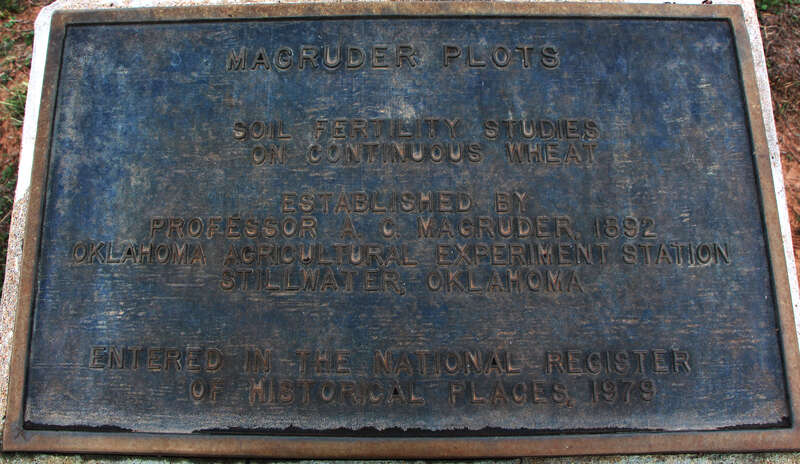 MAGRUDER PLOTS
SOIL FERTILITY STUDIES
ON CONTINUOUS WHEAT
ESTABLISHED BY
PROFESSOR A. C. MAGRUDER, 1892
OKLAHOMA AGRICULTURAL EXPERIMENT STATION
STILLWATER, OKLAHOMA
ENTERED IN THE NATIONAL REGISTER
OF HISTORICAL PLACES, 1979